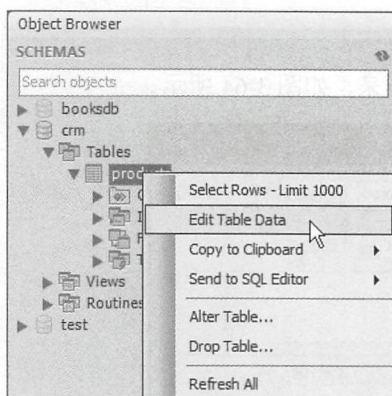 Object Browser
SCHEMAS
Search objects
booksdb
crm
Tables
Select Rows - Limit 1000
Edit Table Data
Copy to Clipboard
Send to SQL Editor
Views
Routines
test
Alter Table...
Drop Table...
Refresh All